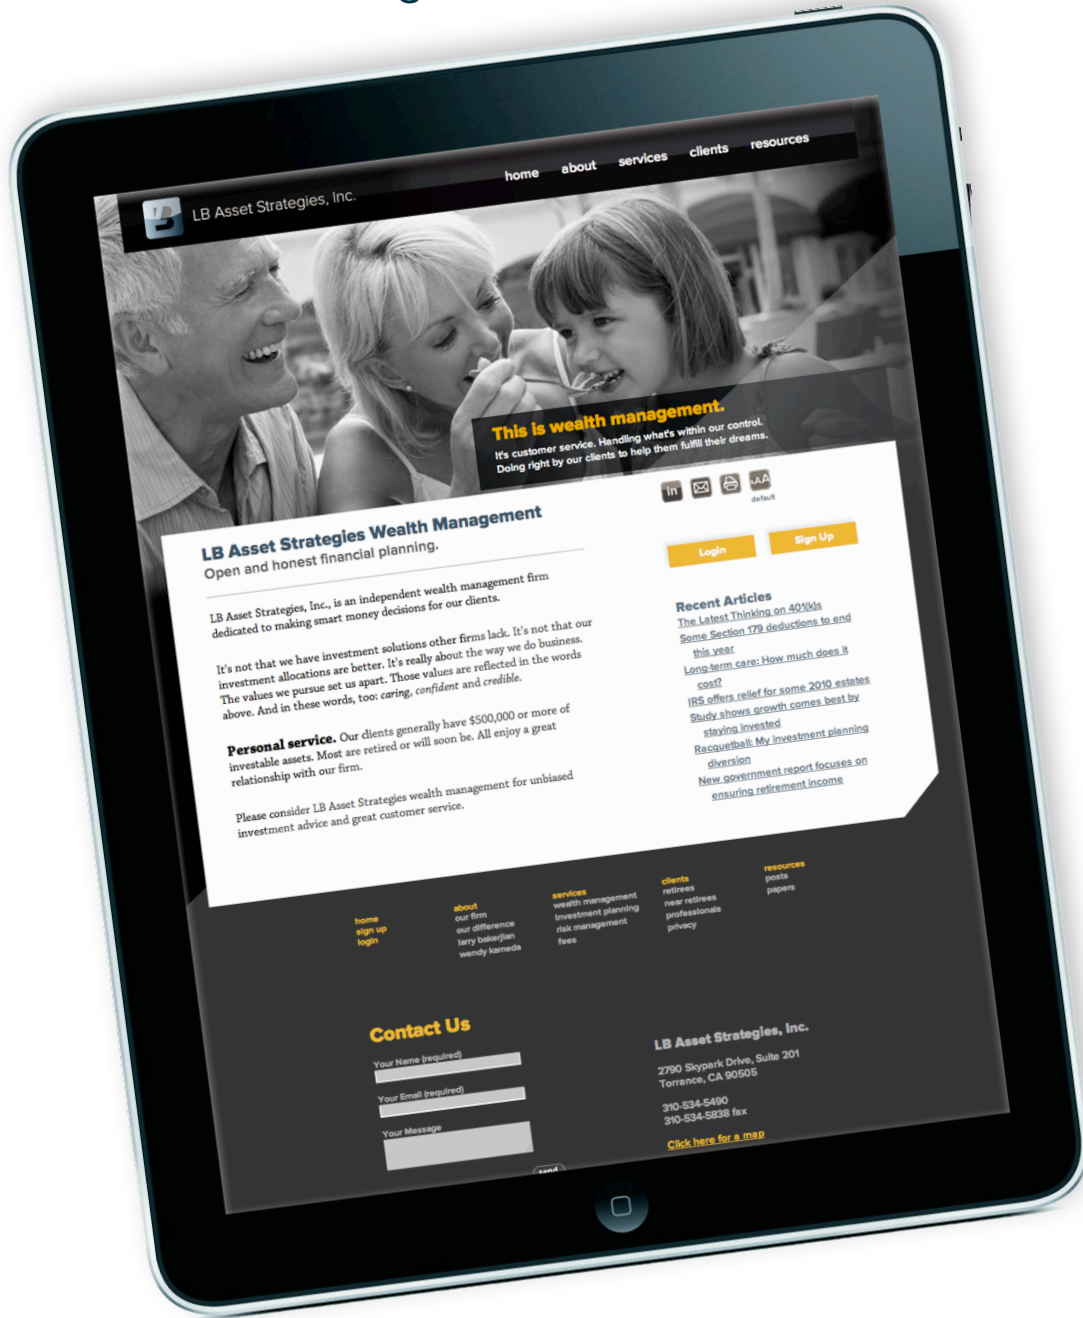 LB Asset Strategies, Inc.
home about services clients resources
This is wealth management.
It's customer service. Handling what's within our control.
Doing right by our clients to help them fulfill their dreams.
in
AAA
default
LB Asset Strategies Wealth Management
Open and honest financial planning.
LB Asset Strategies, Inc., is an independent wealth management firm
dedicated to making smart money decisions for our clients.
It's not that we have investment solutions other firms lack. It's not that our
investment allocations are better. It's really about the way we do business.
The values we pursue set us apart. Those values are reflected in the words
above. And in these words, too: caring, confident and credible.
Personal service. Our clients generally have $500,000 or more of
investable assets. Most are retired or will soon be. All enjoy a great
relationship with our firm.
Please consider LB Asset Strategies wealth management for unbiased
investment advice and great customer service.
Login
Sign Up
Recent Articles
The Latest Thinking on 401(k)s
Some Section 179 deductions to end
this year
Long-term care: How much does it
cost?
IRS offers relief for some 2010 estates
Study shows growth comes best by
staying invested
Racquetball: My investment planning
diversion
New government report focuses on
ensuring retirement income
home
sign up
login
about
our firm
our difference
larry bakerjian
wendy kameda
services
wealth management
investment planning
risk management
fees
clients
retirees
near retirees
professionals
privacy
resources
posts
papers
Contact Us
Your Name (required)
Your Email (required)
Your Message
send
LB Asset Strategies, Inc.
2790 Skypark Drive, Suite 201
Torrance, CA 90505
310-534-5490
310-534-5838 fax
Click here for a map